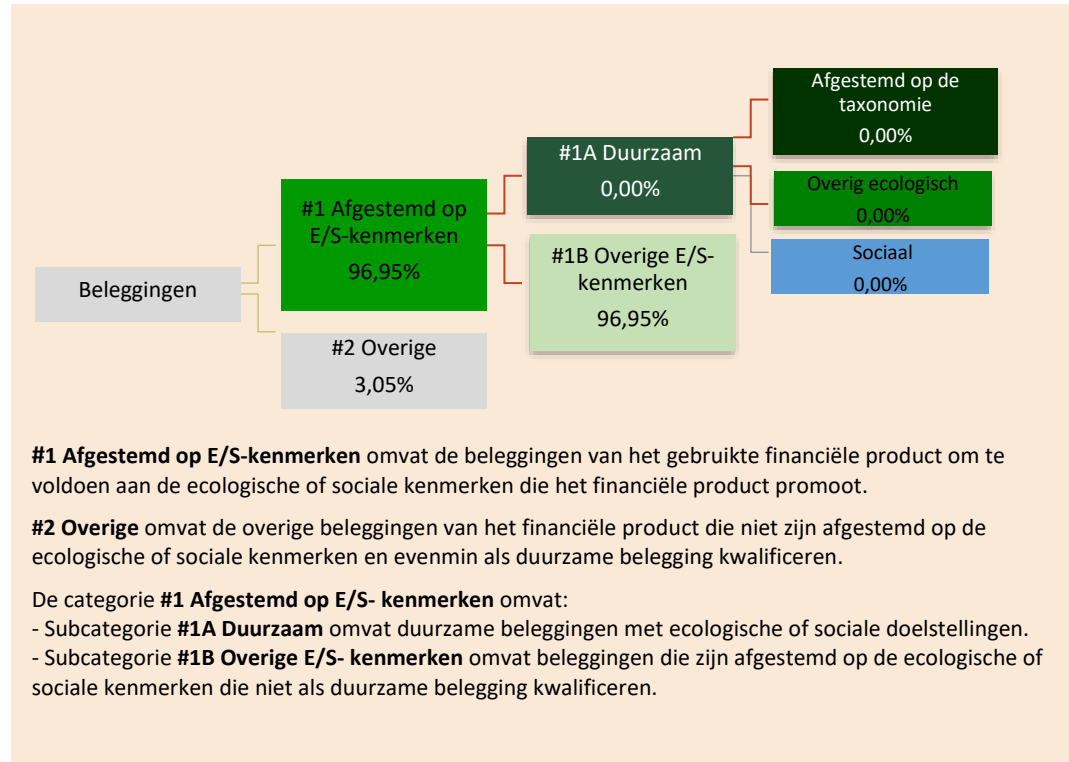 Afgestemd op de
taxonomie
0,00%
#1A Duurzaam
0,00%
Overig ecologisch
0,00%
#1 Afgestemd op
E/S-kenmerken
96,95%
#1B Overige E/S-
kenmerken
96,95%
Sociaal
0,00%
Beleggingen
#2 Overige
3,05%
#1 Afgestemd op E/S-kenmerken omvat de beleggingen van het gebruikte financiële product om te
voldoen aan de ecologische of sociale kenmerken die het financiële product promoot.
#2 Overige omvat de overige beleggingen van het financiële product die niet zijn afgestemd op de
ecologische of sociale kenmerken en evenmin als duurzame belegging kwalificeren.
De categorie #1 Afgestemd op E/S- kenmerken omvat:
- Subcategorie #1A Duurzaam omvat duurzame beleggingen met ecologische of sociale doelstellingen.
- Subcategorie #1B Overige E/S- kenmerken omvat beleggingen die zijn afgestemd op de ecologische of
sociale kenmerken die niet als duurzame belegging kwalificeren.